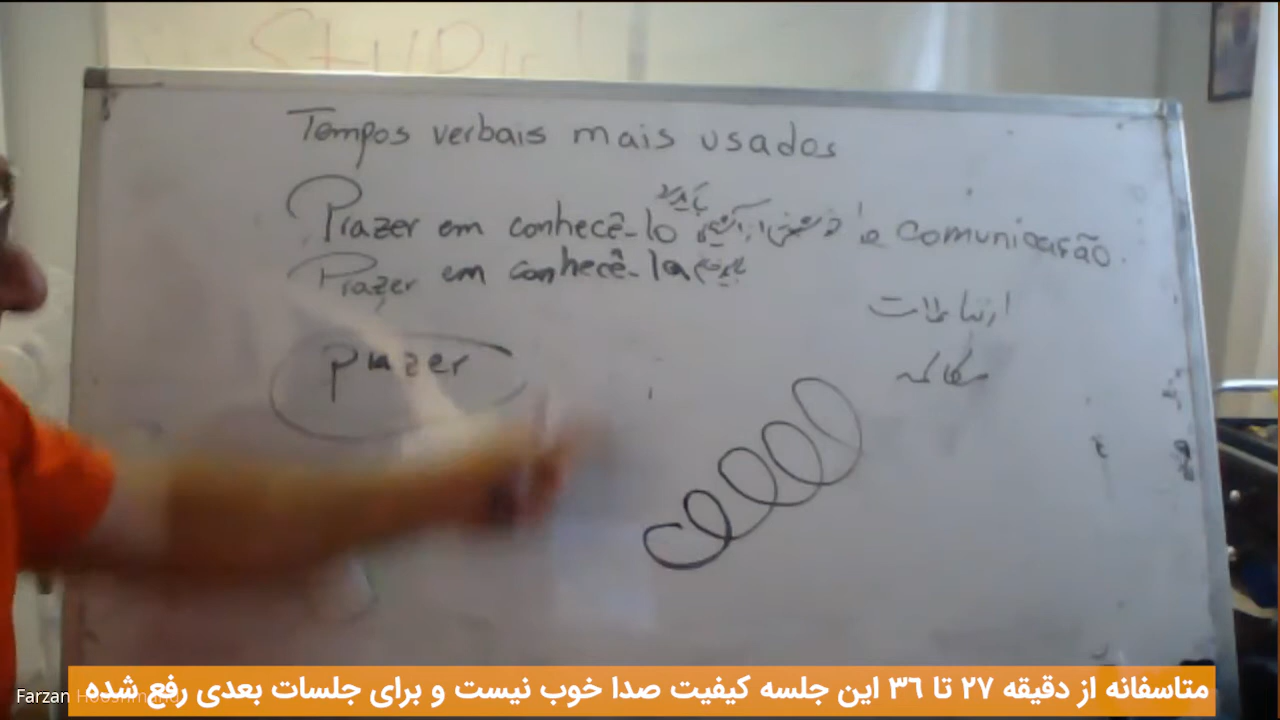 Tempos verbais mais usados
Prazer em conhecê-lo
comunicação
Prazer em conhecê-la
ارتباطات
prazer
مکالمه
متاسفانه از دقیقه ۲۷ تا ۳٦ این جلسه کیفیت صدا خوب نیست و برای جلسات بعدی رفع شده
Farzan